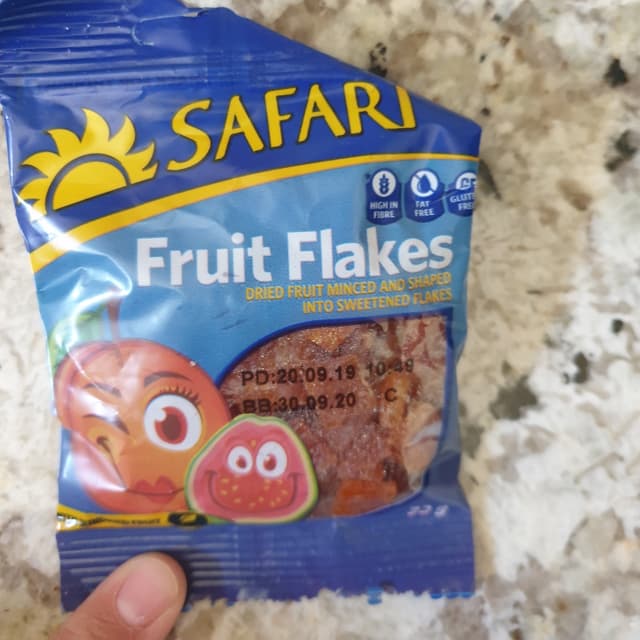 SAFARI
HIGH IN
FIBRE
FAT
FREE
Fruit Flakes
DRIED FRUIT MINCED AND SHAPED
INTO SWEETENED FLAKES
PD:20.09.19 10:49
BB:30.09.20 C